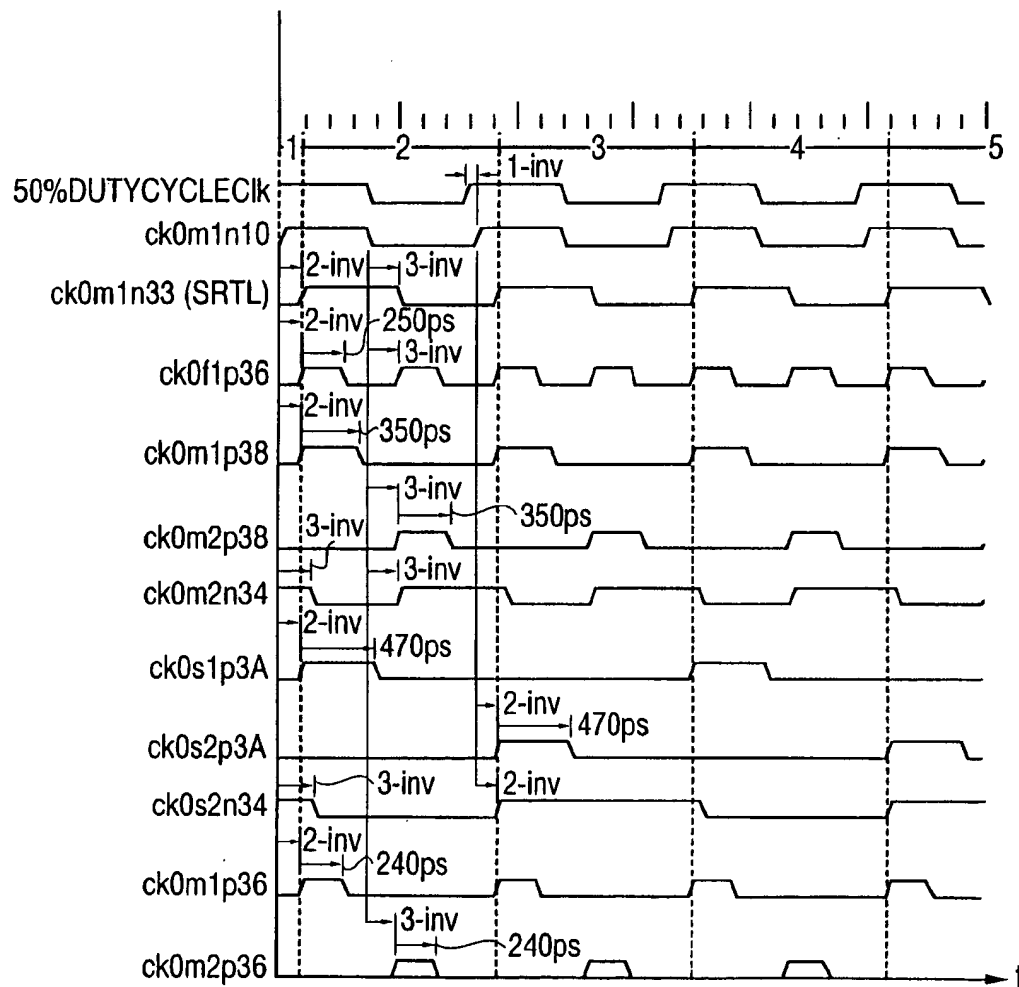 1 2 3 4 5
1-inv
50%DUTYCYCLEClk
ck0m1n10
2-inv 3-inv
ck0m1n33 (SRTL)
2-inv 250ps
3-inv
ck0f1p36
2-inv
350ps
ck0m1p38
3-inv
350ps
3-inv
ck0m2p38
3-inv
ck0m2n34
2-inv
470ps
ck0s1p3A
2-inv
470ps
ck0s2p3A
3-inv 2-inv
ck0s2n34
2-inv
240ps
ck0m1p36
3-inv
240ps
ck0m2p36
t